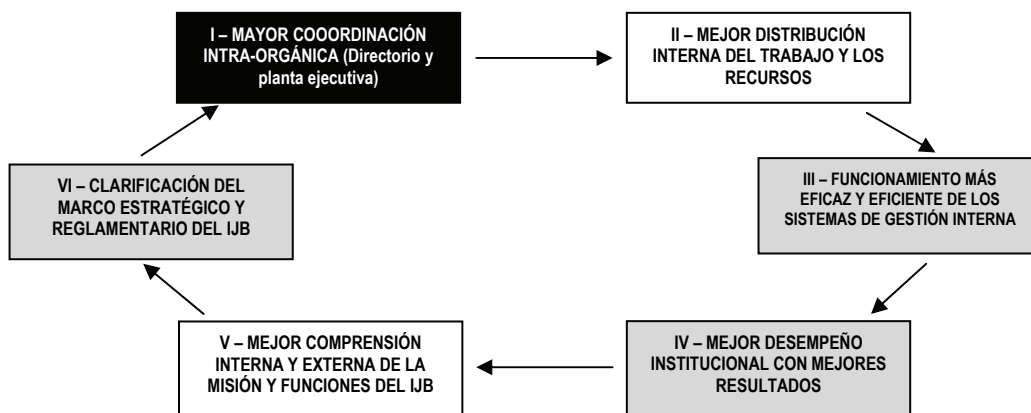 I – MAYOR COOORDINACIÓN
INTRA-ORGÁNICA (Directorio y
planta ejecutiva)
II – MEJOR DISTRIBUCIÓN
INTERNA DEL TRABAJO Y LOS
RECURSOS
III – FUNCIONAMIENTO MÁS
EFICAZ Y EFICIENTE DE LOS
SISTEMAS DE GESTIÓN INTERNA
IV – MEJOR DESEMPEÑO
INSTITUCIONAL CON MEJORES
RESULTADOS
V – MEJOR COMPRENSIÓN
INTERNA Y EXTERNA DE LA
MISIÓN Y FUNCIONES DEL IJB
VI – CLARIFICACIÓN DEL
MARCO ESTRATÉGICO Y
REGLAMENTARIO DEL IJB